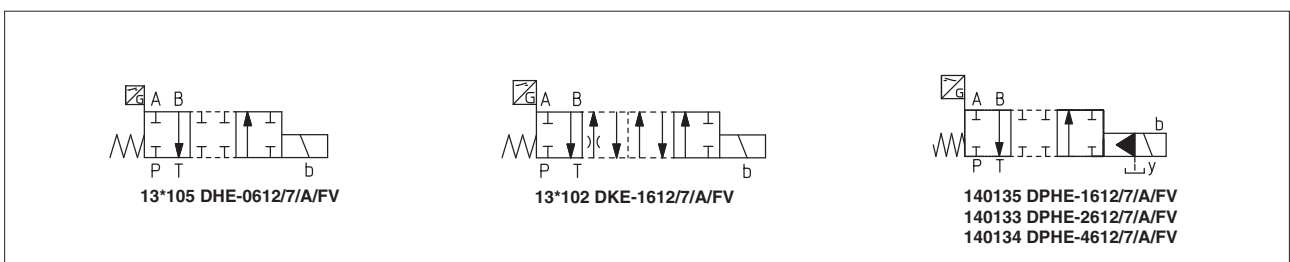 G A B
P T b
13*105 DHE-0612/7/A/FV
G A B
P T b
13*102 DKE-1612/7/A/FV
G A B b
P T y
140135 DPHE-1612/7/A/FV
140133 DPHE-2612/7/A/FV
140134 DPHE-4612/7/A/FV